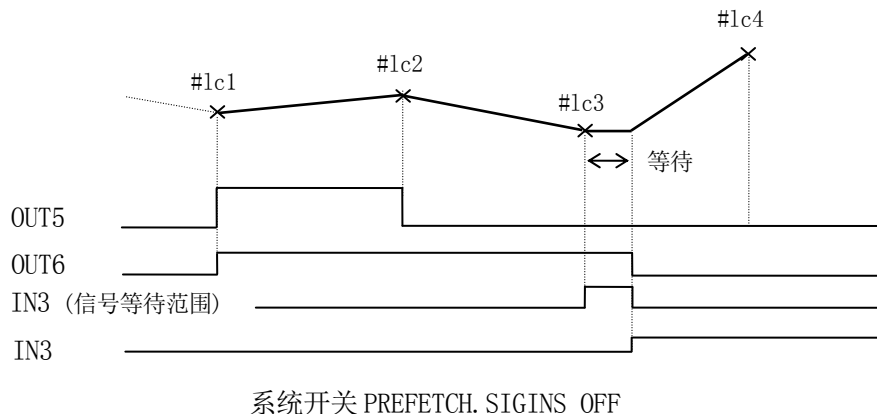 #lc4
#lc2
#lc1
#lc3
等待
OUT5
OUT6
IN3 (信号等待范围)
IN3
系统开关 PREFETCH.SIGINS OFF